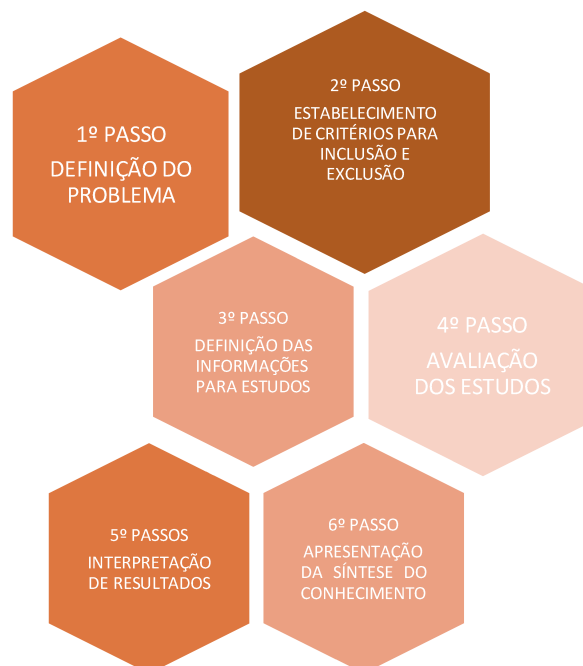 1º PASSO
DEFINIÇÃO DO
PROBLEMA
2º PASSO
ESTABELECIMENTO
DE CRITÉRIOS PARA
INCLUSÃO E
EXCLUSÃO
3º PASSO
DEFINIÇÃO DAS
INFORMAÇÕES
PARA ESTUDOS
4º PASSO
AVALIAÇÃO
DOS ESTUDOS
5º PASSOS
INTERPRETAÇÃO
DE RESULTADOS
6º PASSO
APRESENTAÇÃO
DA SÍNTESE DO
CONHECIMENTO